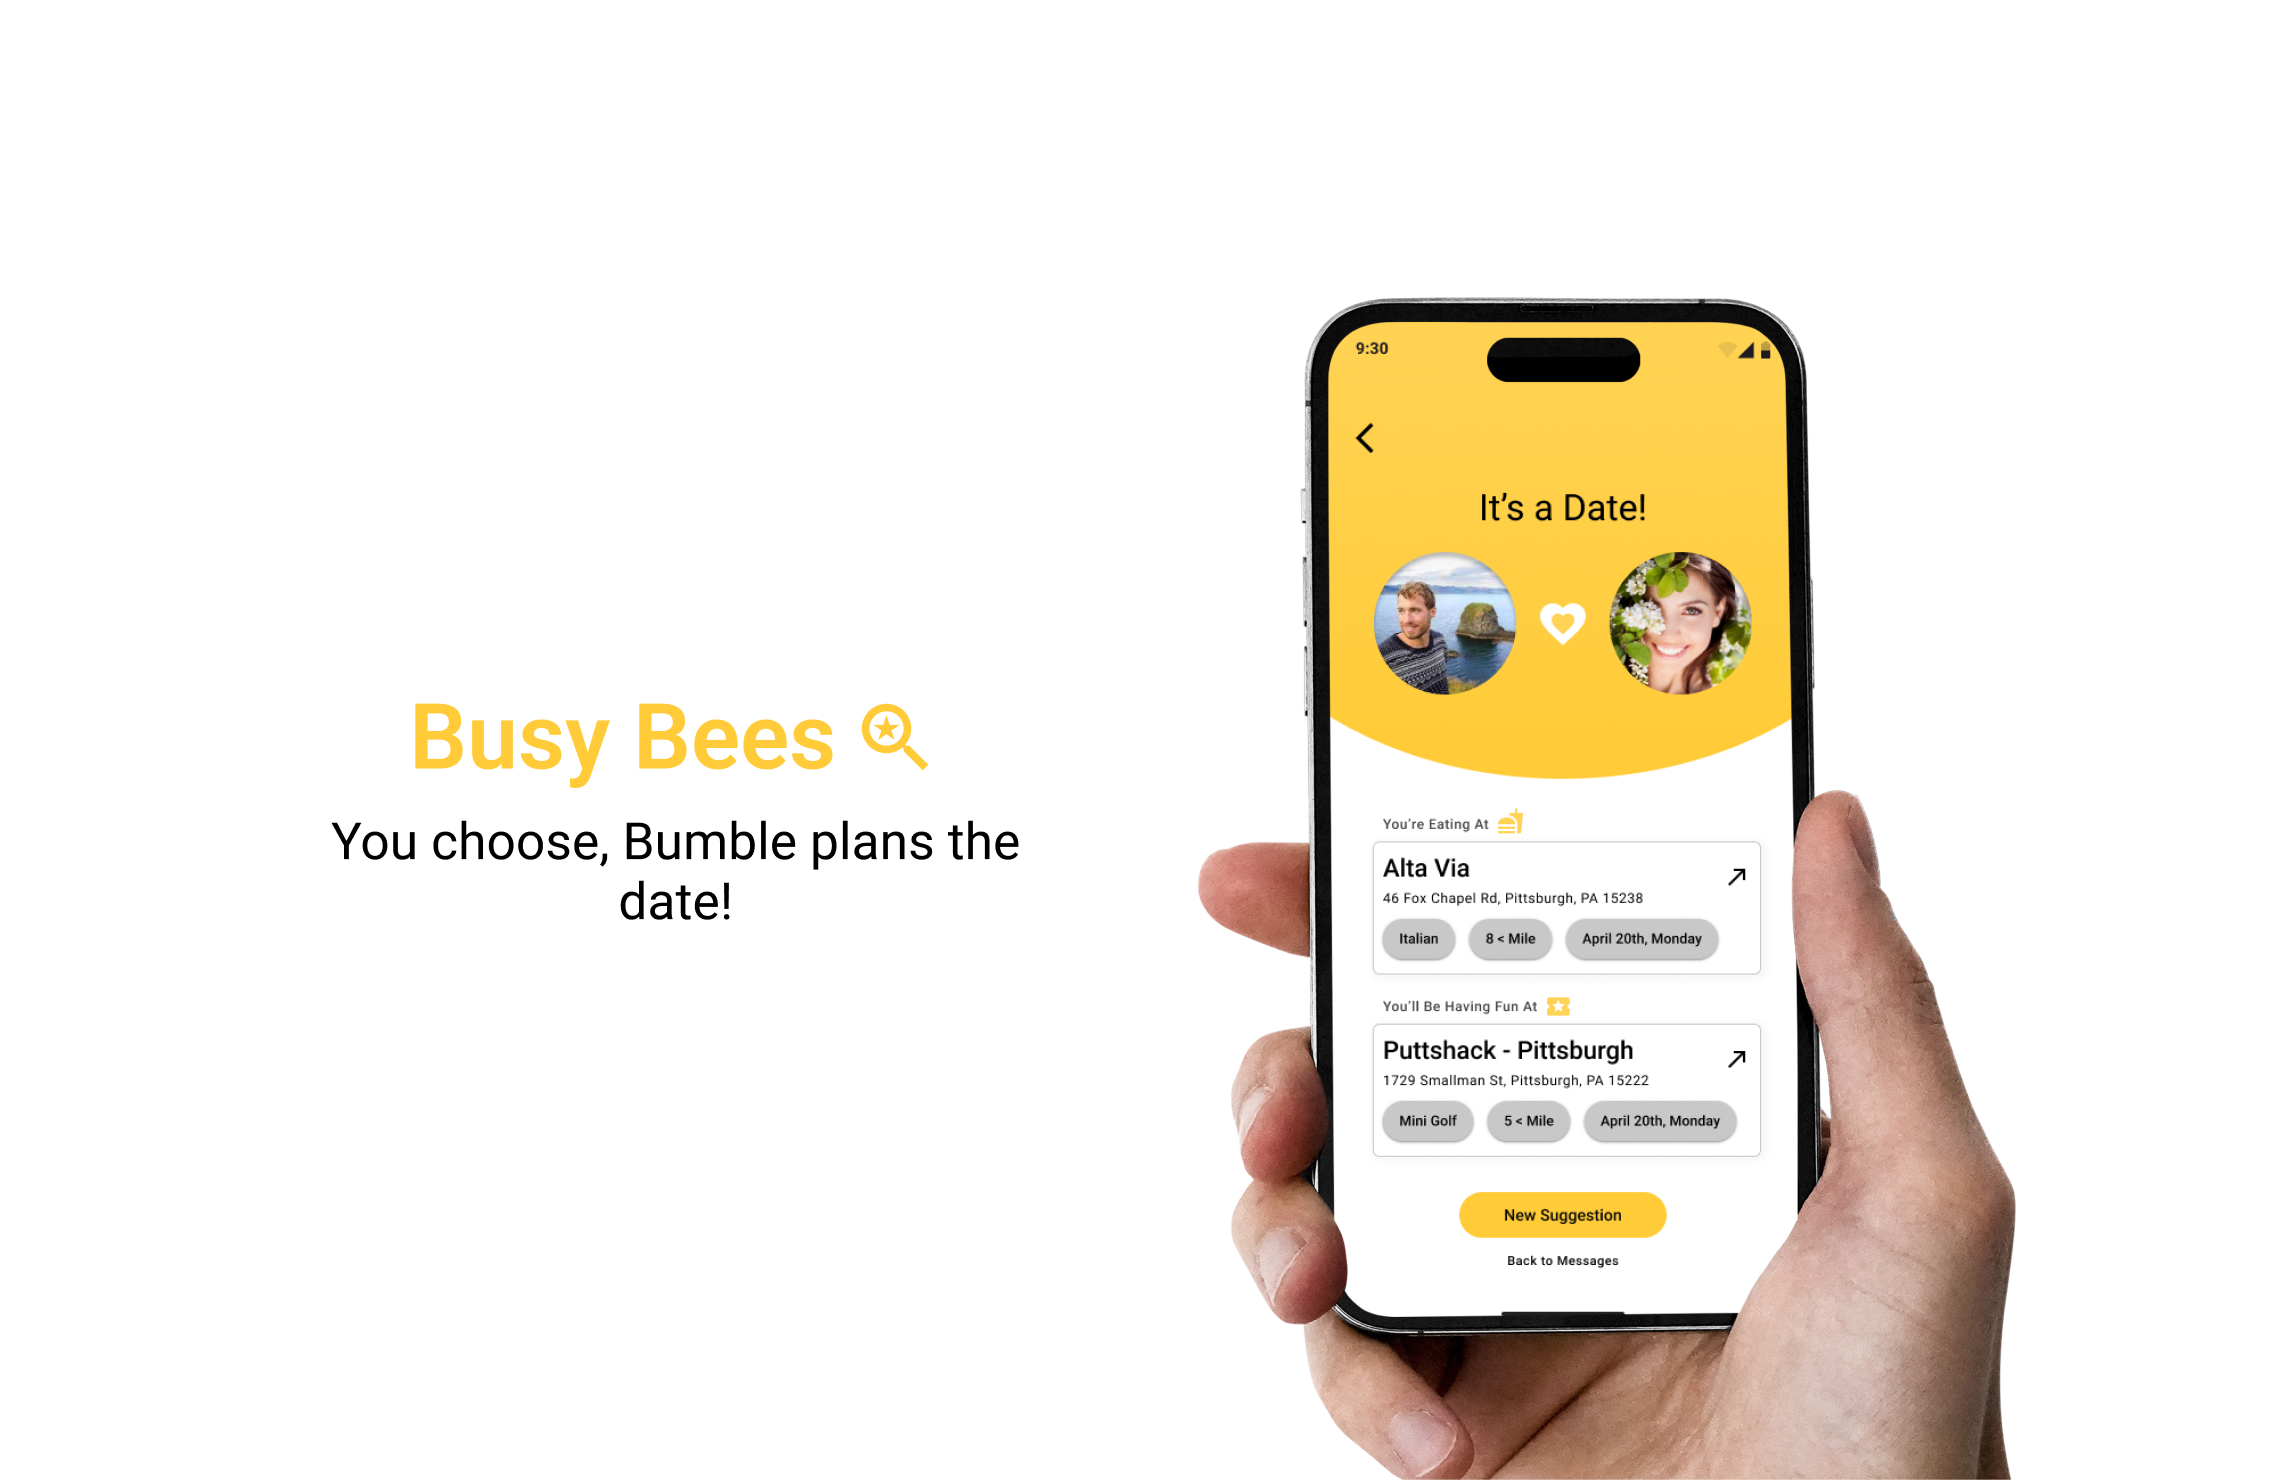 Busy Bees
You choose, Bumble plans the
date!
9:30
It's a Date!
You're Eating At
Alta Via
46 Fox Chapel Rd, Pittsburgh, PA 15238
Italian
8 < Mile
April 20th, Monday
You'll Be Having Fun At
Puttshack - Pittsburgh
1729 Smallman St, Pittsburgh, PA 15222
Mini Golf
5 < Mile
April 20th, Monday
New Suggestion
Back to Messages